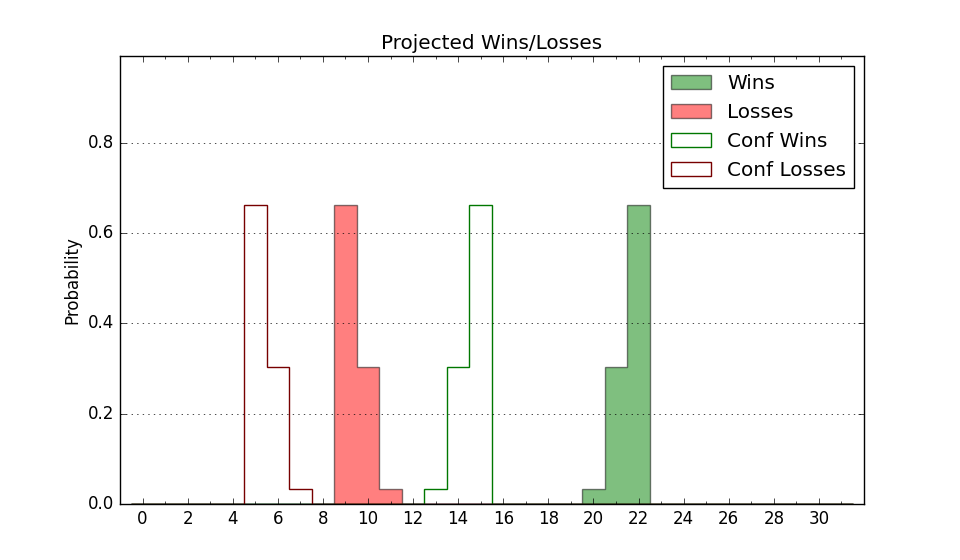 Projected Wins/Losses
Wins
Losses
Conf Wins
Conf Losses
Probability
0.8
0.6
0.4
0.2
0.0
0 2 4 6 8 10 12 14 16 18 20 22 24 26 28 30